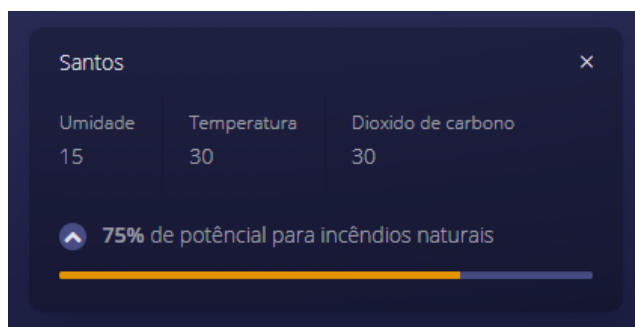 Santos ×
Umidade Temperatura Dioxido de carbono
15 30 30
75% de potêncial para incêndios naturais